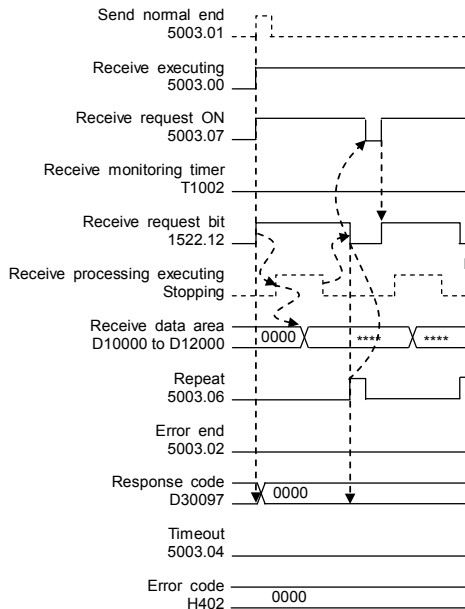 Send normal end
5003.01
Receive executing
5003.00
Receive request ON
5003.07
Receive monitoring timer
T1002
Receive request bit
1522.12
Receive processing executing
Stopping
Receive data area
D10000 to D12000
0000
****
****
Repeat
5003.06
Error end
5003.02
Response code
D30097
0000
Timeout
5003.04
Error code
H402
0000